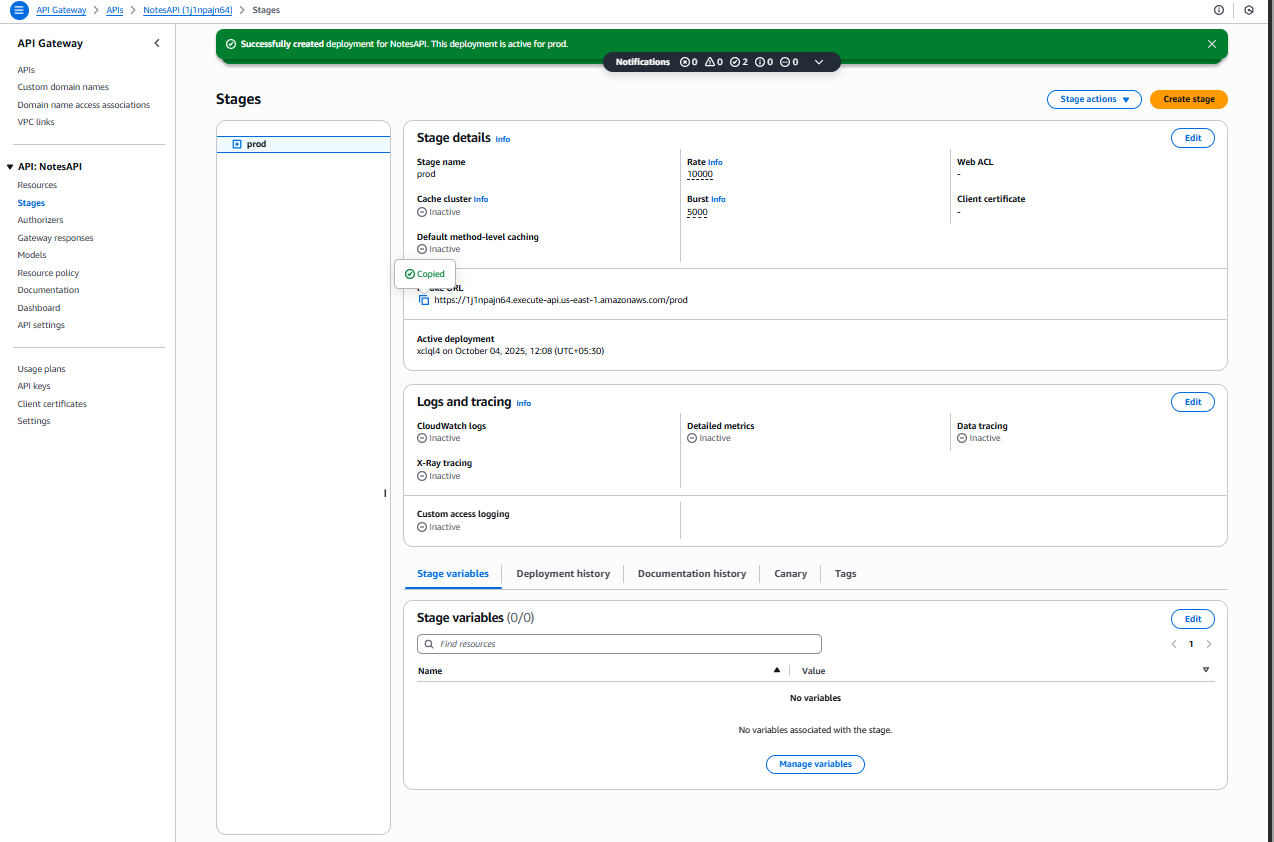 API Gateway > APIs > NotesAPI (1j1npajn64) > Stages
API Gateway
APIs
Custom domain names
Domain name access associations
VPC links
API: NotesAPI
Resources
Stages
Authorizers
Gateway responses
Models
Resource policy
Documentation
Dashboard
API settings
Usage plans
API keys
Client certificates
Settings
Successfully created deployment for NotesAPI. This deployment is active for prod.
Notifications 0 0 2 0 0
Stages
Stage actions
Create stage
prod
Stage details Info
Edit
Stage name
prod
Rate Info
10000
Web ACL
-
Cache cluster Info
Inactive
Burst Info
5000
Client certificate
-
Default method-level caching
Inactive
Copied
URL
https://1j1npajn64.execute-api.us-east-1.amazonaws.com/prod
Active deployment
xclql4 on October 04, 2025, 12:08 (UTC+05:30)
Logs and tracing Info
Edit
CloudWatch logs
Inactive
Detailed metrics
Inactive
Data tracing
Inactive
X-Ray tracing
Inactive
Custom access logging
Inactive
Stage variables
Deployment history
Documentation history
Canary
Tags
Stage variables (0/0)
Edit
Find resources
1
Name
Value
No variables
No variables associated with the stage.
Manage variables